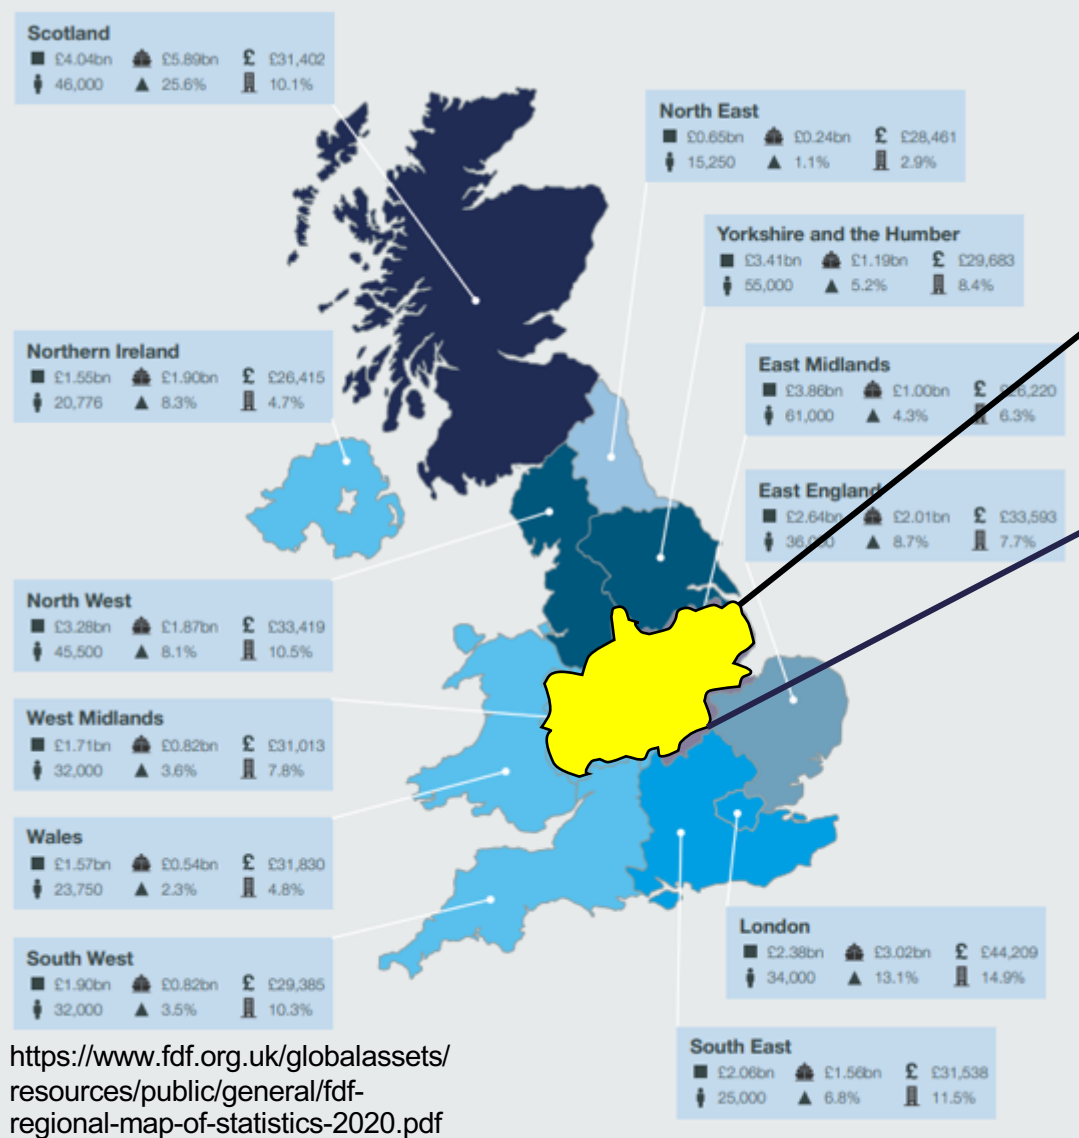 Scotland
£4.04bn £5.89bn £ £31,402
46,000 25.6% 10.1%
North East
£0.65bn £0.24bn £ £28,461
15,250 1.1% 2.9%
Yorkshire and the Humber
£3.41bn £1.19bn £ £29,683
55,000 5.2% 8.4%
Northern Ireland
£1.55bn £1.90bn £ £26,415
20,776 8.3% 4.7%
East Midlands
£3.86bn £1.00bn £ £26,220
61,000 4.3% 6.3%
East England
£2.64bn £2.01bn £ £33,593
36,000 8.7% 7.7%
North West
£3.28bn £1.87bn £ £33,419
45,500 8.1% 10.5%
West Midlands
£1.71bn £0.82bn £ £31,013
32,000 3.6% 7.8%
Wales
£1.57bn £0.54bn £ £31,830
23,750 2.3% 4.8%
South West
£1.90bn £0.82bn £ £29,385
32,000 3.5% 10.3%
London
£2.38bn £3.02bn £ £44,209
34,000 13.1% 14.9%
South East
£2.06bn £1.56bn £ £31,538
25,000 6.8% 11.5%
https://www.fdf.org.uk/globalassets/
resources/public/general/fdf-
regional-map-of-statistics-2020.pdf